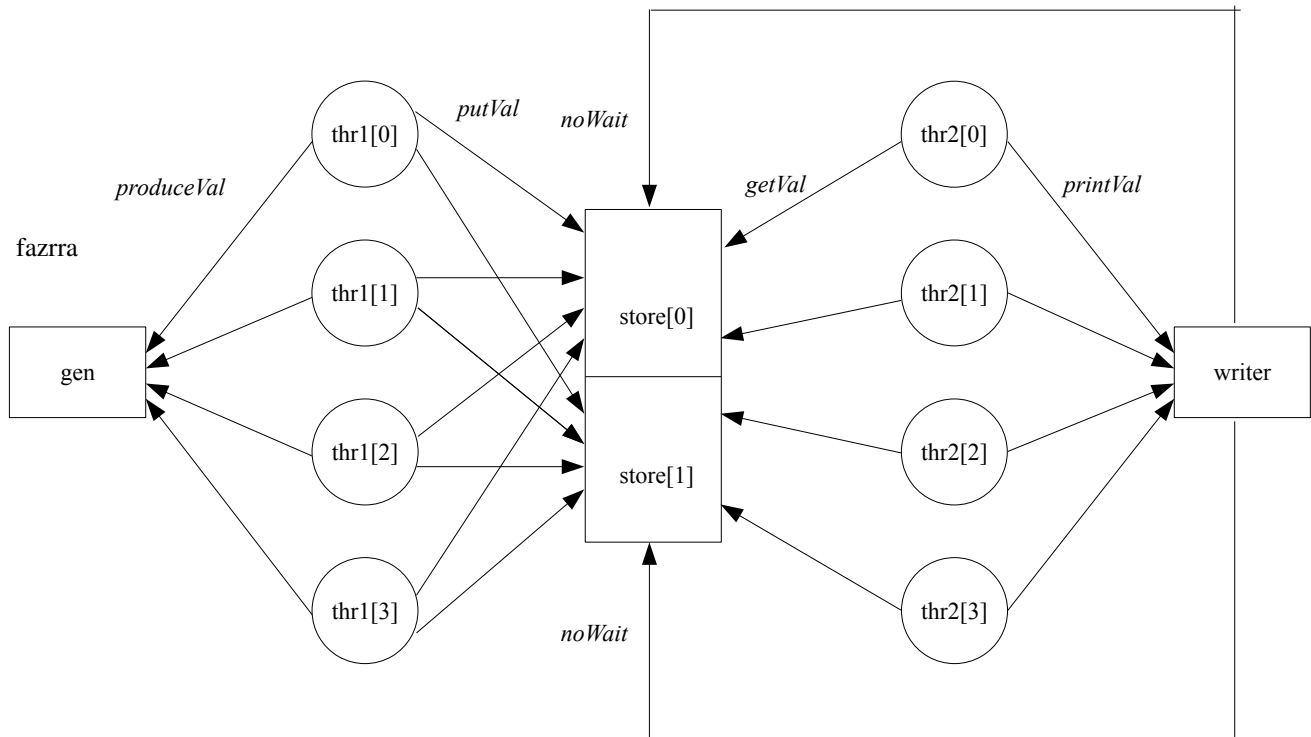 thr1[0]
putVal
noWait
thr2[0]
produceVal
getVal
printVal
fazrra
thr1[1]
store[0]
thr2[1]
gen
writer
thr1[2]
store[1]
thr2[2]
thr1[3]
noWait
thr2[3]